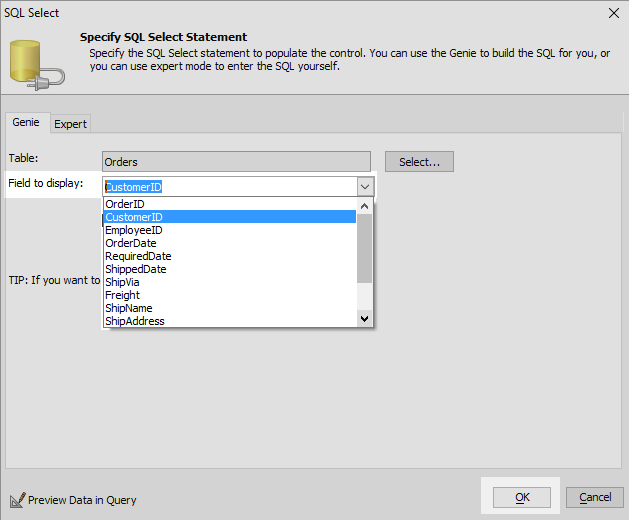 SQL Select
Specify SQL Select Statement
Specify the SQL Select statement to populate the control. You can use the Genie to build the SQL for you, or
you can use expert mode to enter the SQL yourself.
Genie Expert
Table: Orders Select...
Field to display: CustomerID
OrderID
CustomerID
EmployeeID
OrderDate
RequiredDate
ShippedDate
TIP: If you want to
ShipVia
Freight
ShipName
ShipAddress
Preview Data in Query
OK Cancel